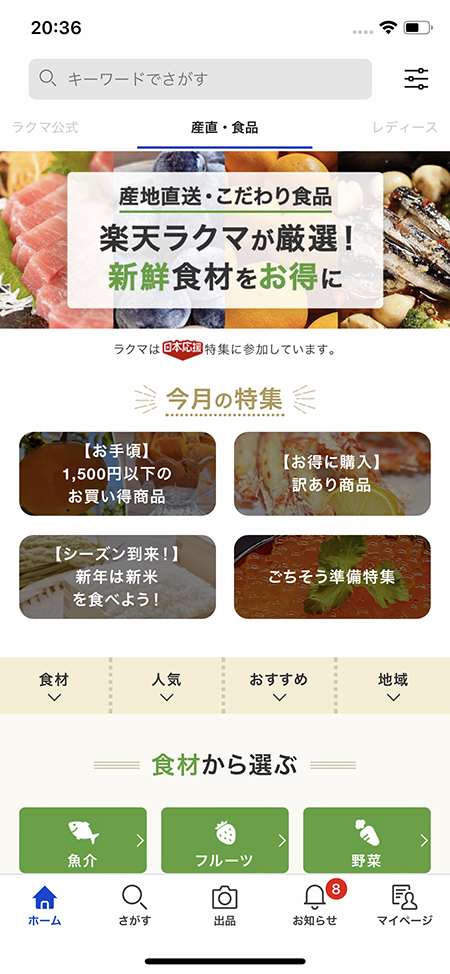 20:36
キーワードでさがす
ラクマ公式
産直・食品
レディース
産地直送・こだわり食品
楽天ラクマが厳選！
新鮮食材をお得に
ラクマは日本応援特集に参加しています。
今月の特集
【お手頃】
1,500円以下の
お買い得商品
【お得に購入】
訳あり商品
【シーズン到来！】
新年は新米
を食べよう！
ごちそう準備特集
食材
人気
おすすめ
地域
食材から選ぶ
魚介
フルーツ
野菜
8
ホーム
さがす
出品
お知らせ
マイページ